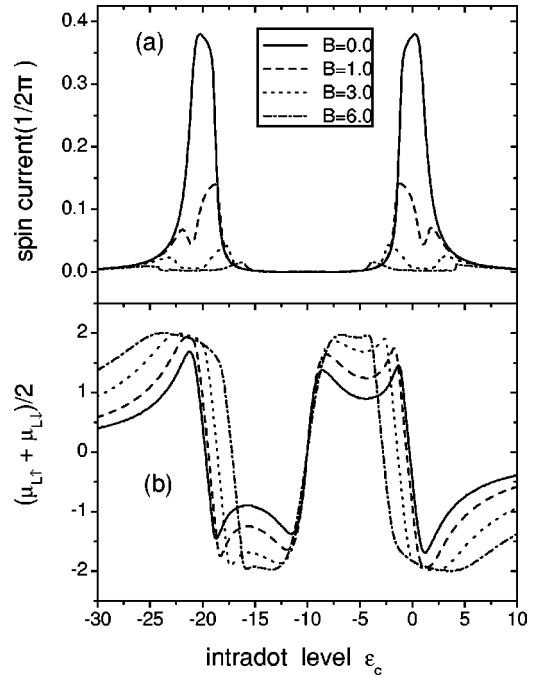 (a)
B=0.0
B=1.0
B=3.0
B=6.0
spin current(1/2π)
0.4
0.3
0.2
0.1
0.0
(b)
(μL↑ + μL↓)/2
2
1
0
-1
-2
-30 -25 -20 -15 -10 -5 0 5 10
intradot level εc